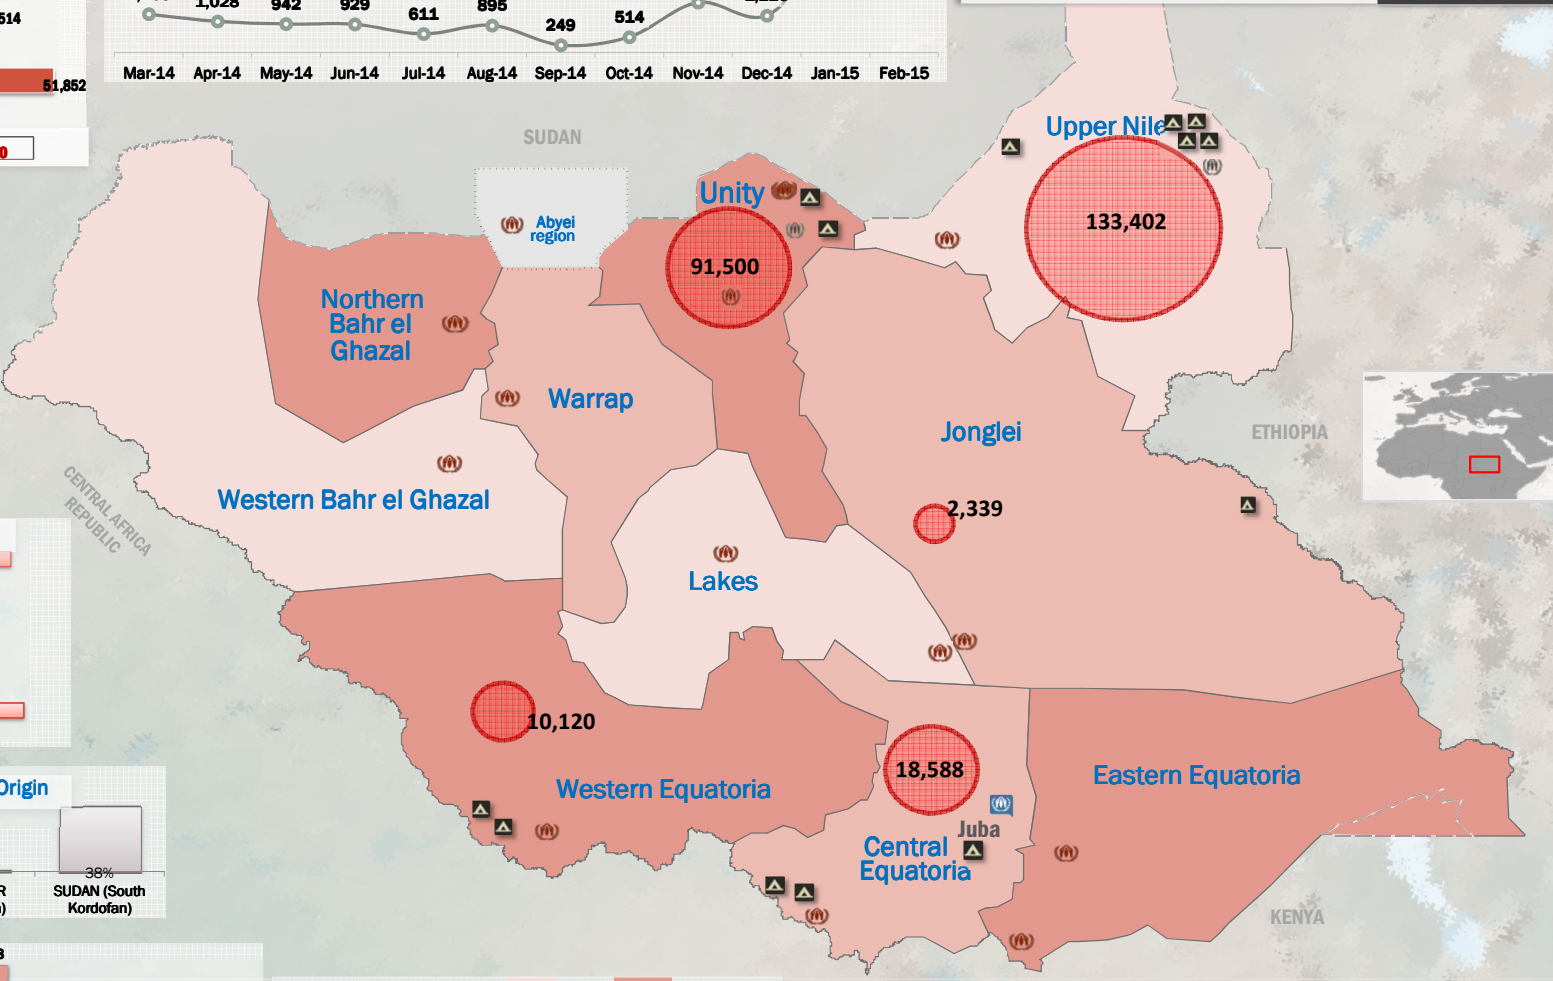 514
51,852
0
1,028
942
929
611
895
249
514
Mar-14 Apr-14 May-14 Jun-14 Jul-14 Aug-14 Sep-14 Oct-14 Nov-14 Dec-14 Jan-15 Feb-15
SUDAN
Upper Nile
133,402
Unity
91,500
Abyei
region
Northern
Bahr el
Ghazal
Warrap
Jonglei
ETHIOPIA
CENTRAL AFRICA
REPUBLIC
Western Bahr el Ghazal
2,339
Lakes
10,120
Western Equatoria
18,588
Eastern Equatoria
Juba
Central
Equatoria
KENYA
Origin
38%
SUDAN (South
Kordofan)